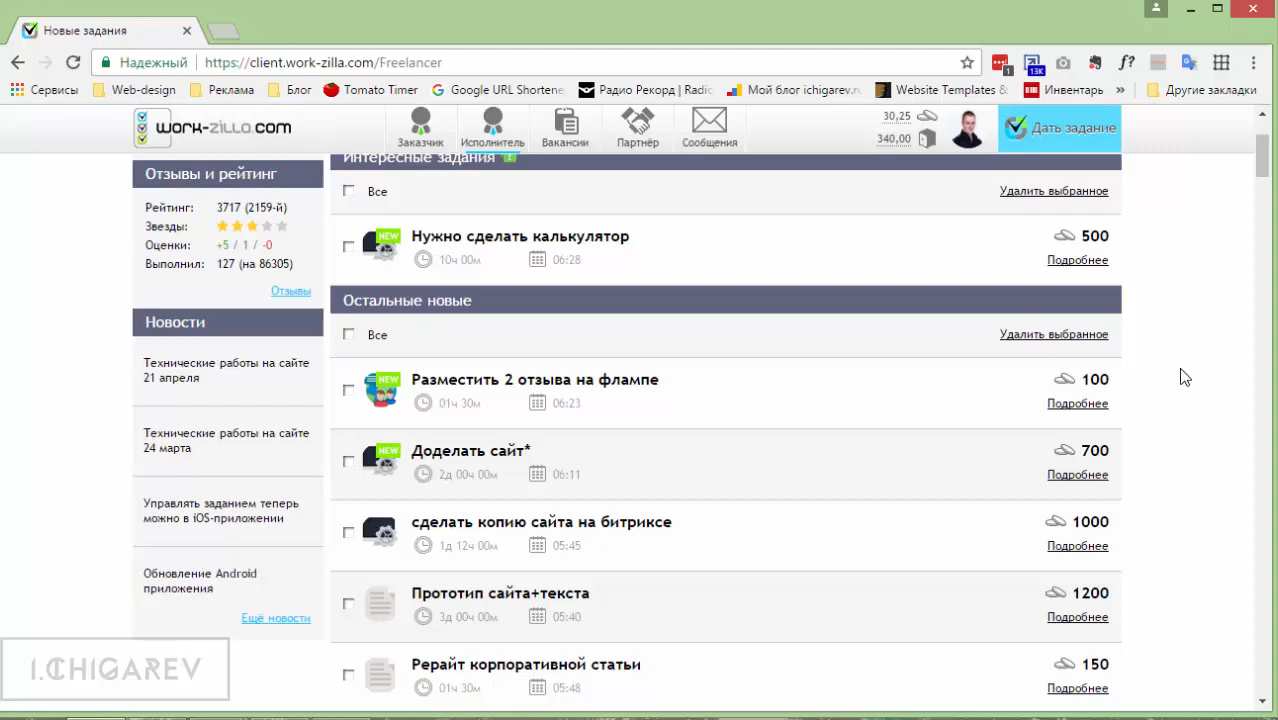 Новые задания
Надежный https://client.work-zilla.com/Freelancer
1
13K
f?
Сервисы Web-design Реклама Блог Tomato Timer Google URL Shortene Радио Рекорд | Radi Мой блог ichigarev.ru Website Templates & Инвентарь » Другие закладки
work-zilla.com
Заказчик Исполнитель Вакансии Партнёр Сообщения
30,25
340,00
Дать задание
Отзывы и рейтинг
Рейтинг: 3717 (2159-й)
Звезды:
Оценки: +5 / 1 / -0
Выполнил: 127 (на 86305)
Отзывы
Новости
Технические работы на сайте
21 апреля
Технические работы на сайте
24 марта
Управлять заданием теперь
можно в iOS-приложении
Обновление Android
приложения
Ещё новости
Интересные задания
Все Удалить выбранное
NEW Нужно сделать калькулятор 500
10ч 00м 06:28 Подробнее
Остальные новые
Все Удалить выбранное
NEW Разместить 2 отзыва на флампе 100
01ч 30м 06:23 Подробнее
NEW Доделать сайт* 700
2д 00ч 00м 06:11 Подробнее
сделать копию сайта на битриксе 1000
1д 12ч 00м 05:45 Подробнее
Прототип сайта+текста 1200
3д 00ч 00м 05:40 Подробнее
Рерайт корпоративной статьи 150
01ч 30м 05:48 Подробнее
I.CHIGAREV